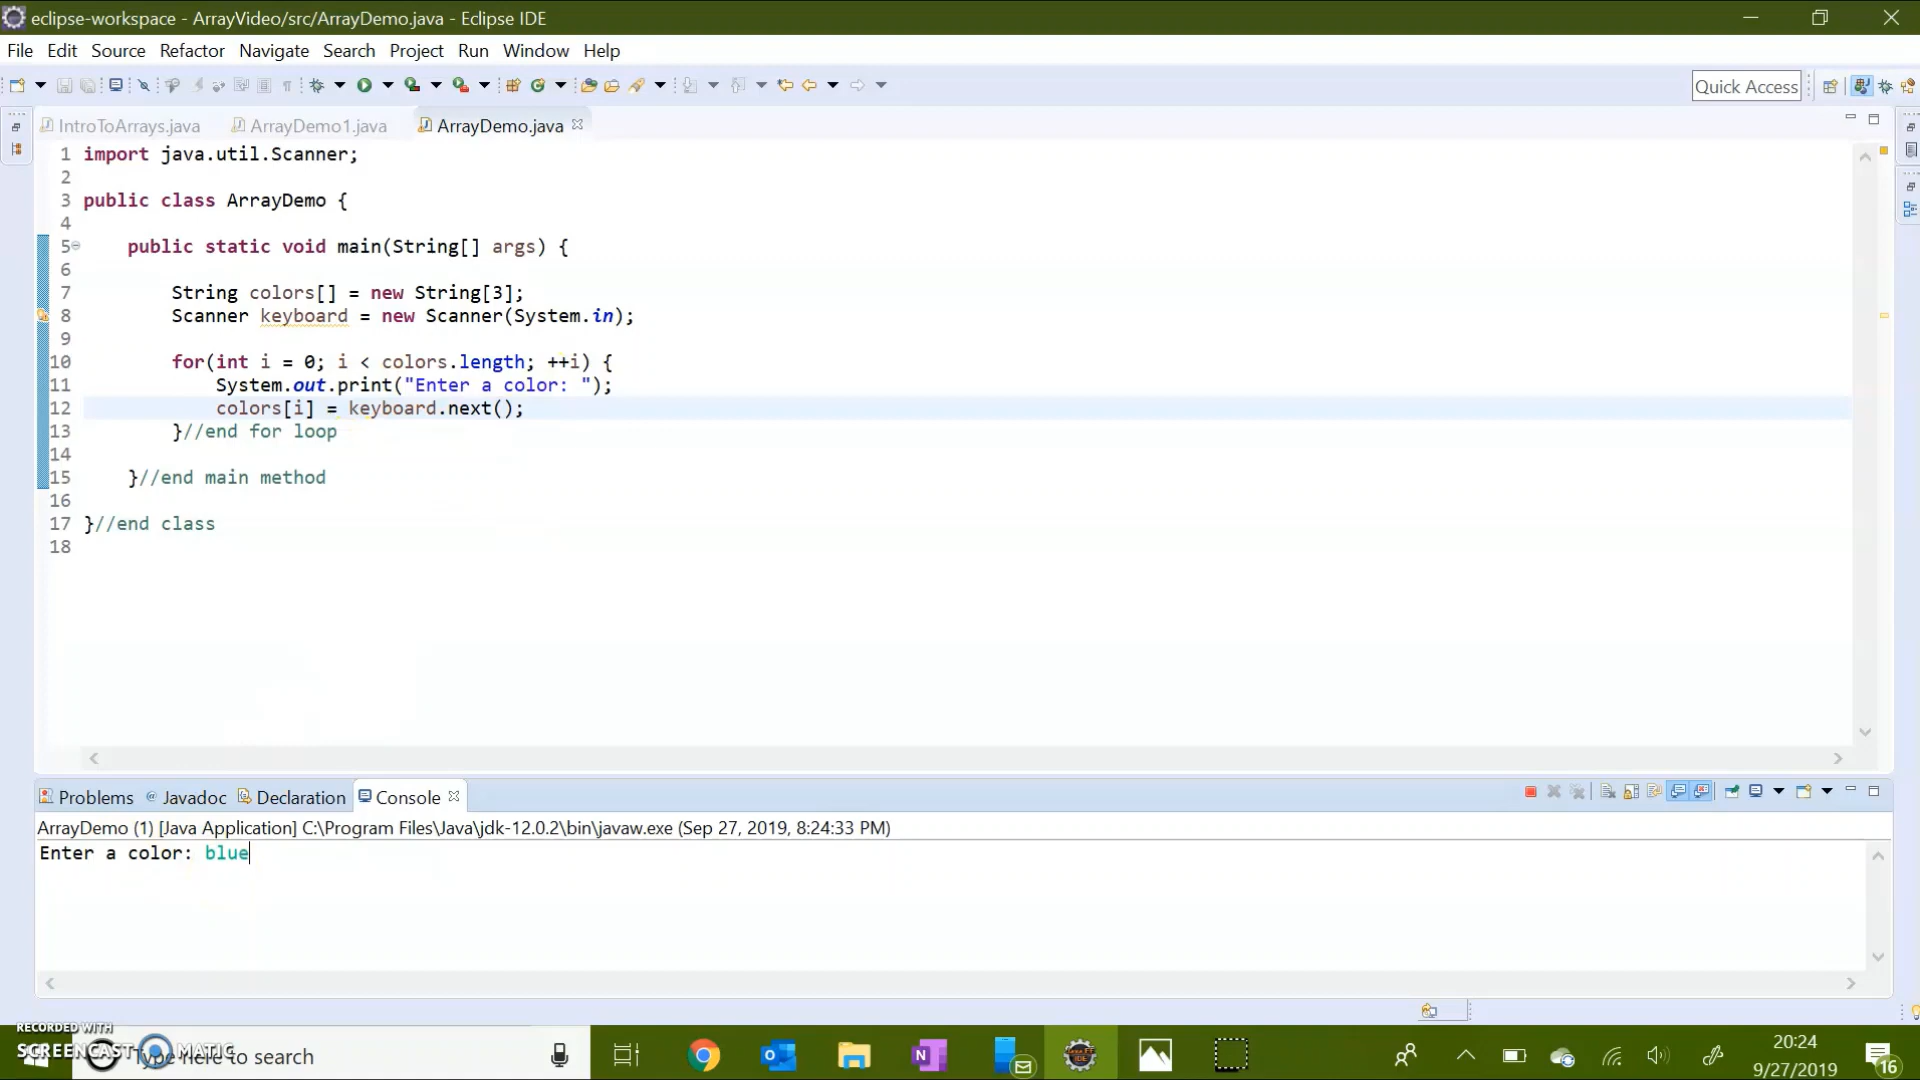 eclipse-workspace - ArrayVideo/src/ArrayDemo.java - Eclipse IDE
File Edit Source Refactor Navigate Search Project Run Window Help
Quick Access
IntroToArrays.java ArrayDemo1.java ArrayDemo.java
1 import java.util.Scanner;
2
3 public class ArrayDemo {
4
5 public static void main(String[] args) {
6
7 String colors[] = new String[3];
8 Scanner keyboard = new Scanner(System.in);
9
10 for(int i = 0; i < colors.length; ++i) {
11 System.out.print("Enter a color: ");
12 colors[i] = keyboard.next();
13 }//end for loop
14
15 }//end main method
16
17 }//end class
18
Problems @ Javadoc Declaration Console
ArrayDemo (1) [Java Application] C:\Program Files\Java\jdk-12.0.2\bin\javaw.exe (Sep 27, 2019, 8:24:33 PM)
Enter a color: blue
RECORDED WITH
SCREENCAST MATIC
Type here to search
20:24
9/27/2019
16